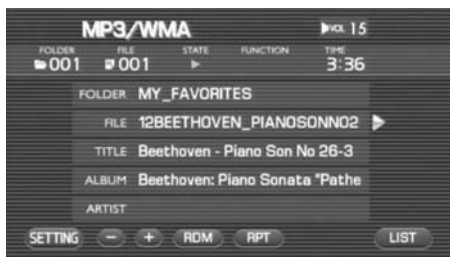 MP3/WMA VOL 15
FOLDER FILE STATE FUNCTION TIME
001 001 3:36
FOLDER MY_FAVORITES
FILE 12BEETHOVEN_PIANOSONNO2
TITLE Beethoven - Piano Son No 26-3
ALBUM Beethoven: Piano Sonata "Pathe
ARTIST
SETTING - + RDM RPT LIST